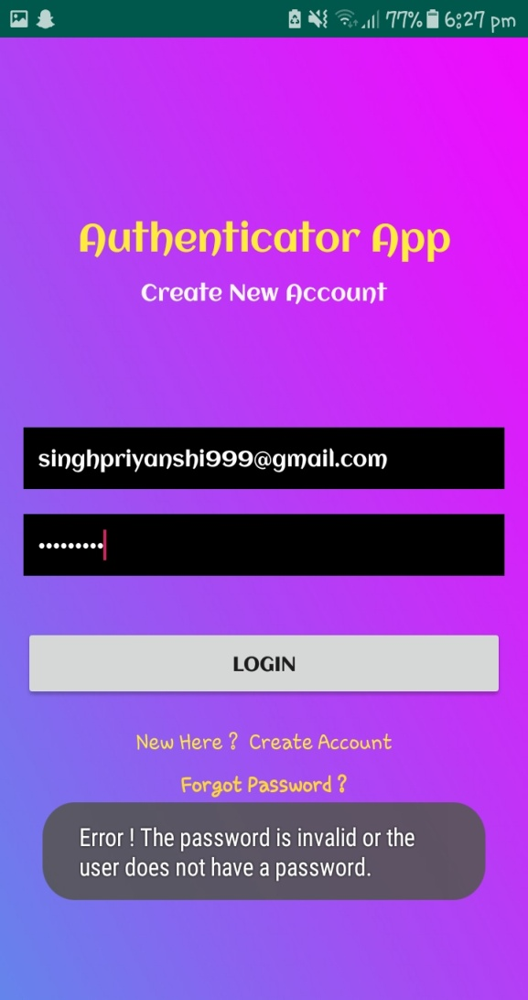 77% 6:27 pm
Authenticator App
Create New Account
singhpriyanshi999@gmail.com
•••••••••
LOGIN
New Here ? Create Account
Forgot Password ?
Error ! The password is invalid or the
user does not have a password.